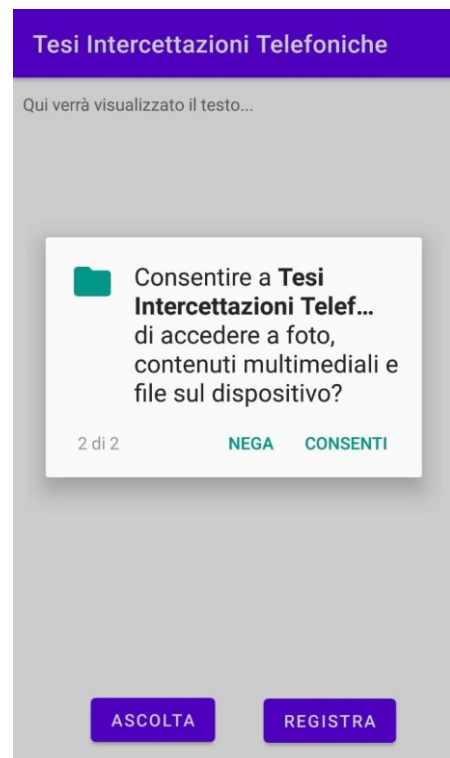 Tesi Intercettazioni Telefoniche
Qui verrà visualizzato il testo...
Consentire a Tesi
Intercettazioni Telef...
di accedere a foto,
contenuti multimediali e
file sul dispositivo?
2 di 2 NEGA CONSENTI
ASCOLTA REGISTRA